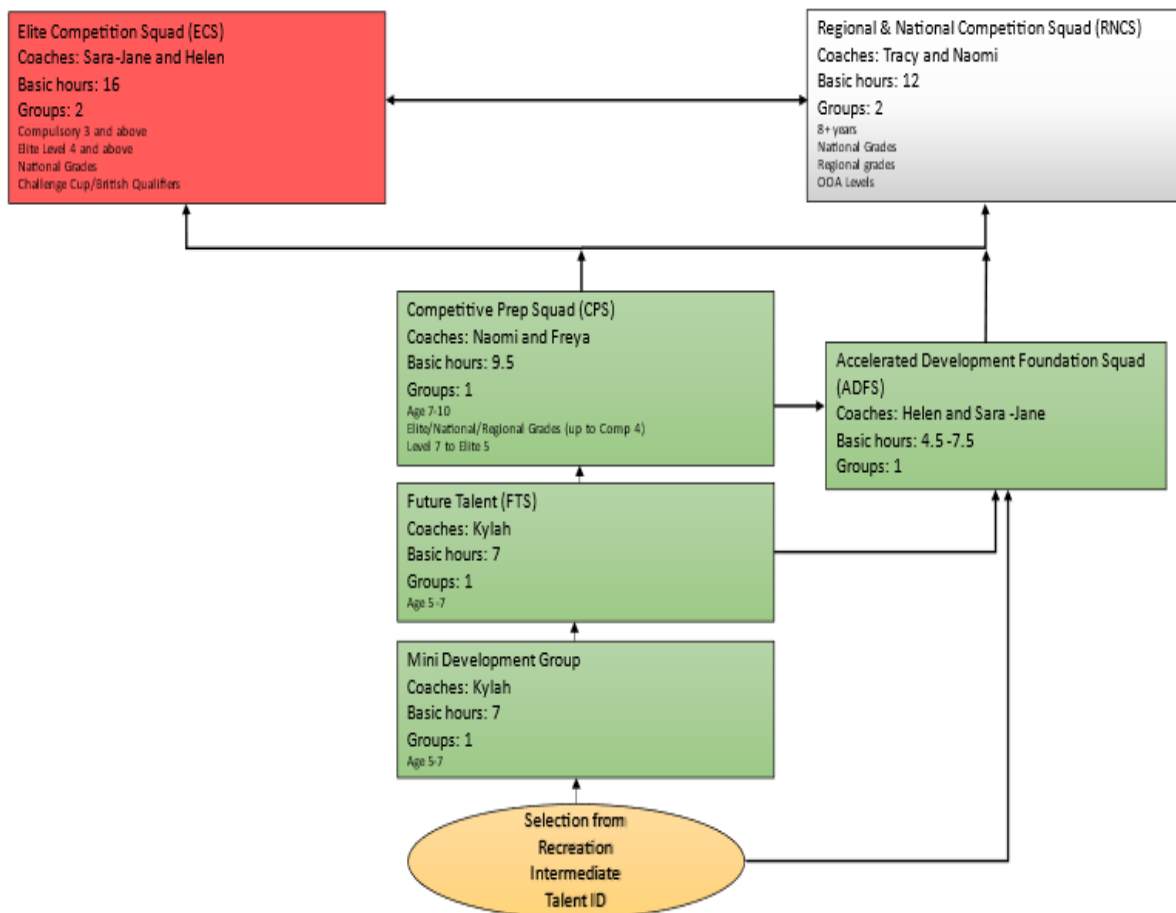 Elite Competition Squad (ECS)
Coaches: Sara-Jane and Helen
Basic hours: 16
Groups: 2
Compulsory 3 and above
Elite Level 4 and above
National Grades
Challenge Cup/British Qualifiers
Regional & National Competition Squad (RNCS)
Coaches: Tracy and Naomi
Basic hours: 12
Groups: 2
8+ years
National Grades
Regional grades
ODA Levels
Competitive Prep Squad (CPS)
Coaches: Naomi and Freya
Basic hours: 9.5
Groups: 1
Age 7-10
Elite/National/Regional Grades (up to Comp 4)
Level 7 to Elite 5
Accelerated Development Foundation Squad
(ADFS)
Coaches: Helen and Sara -Jane
Basic hours: 4.5 -7.5
Groups: 1
Future Talent (FTS)
Coaches: Kylah
Basic hours: 7
Groups: 1
Age 5 -7
Mini Development Group
Coaches: Kylah
Basic hours: 7
Groups: 1
Age 5-7
Selection from
Recreation
Intermediate
Talent ID